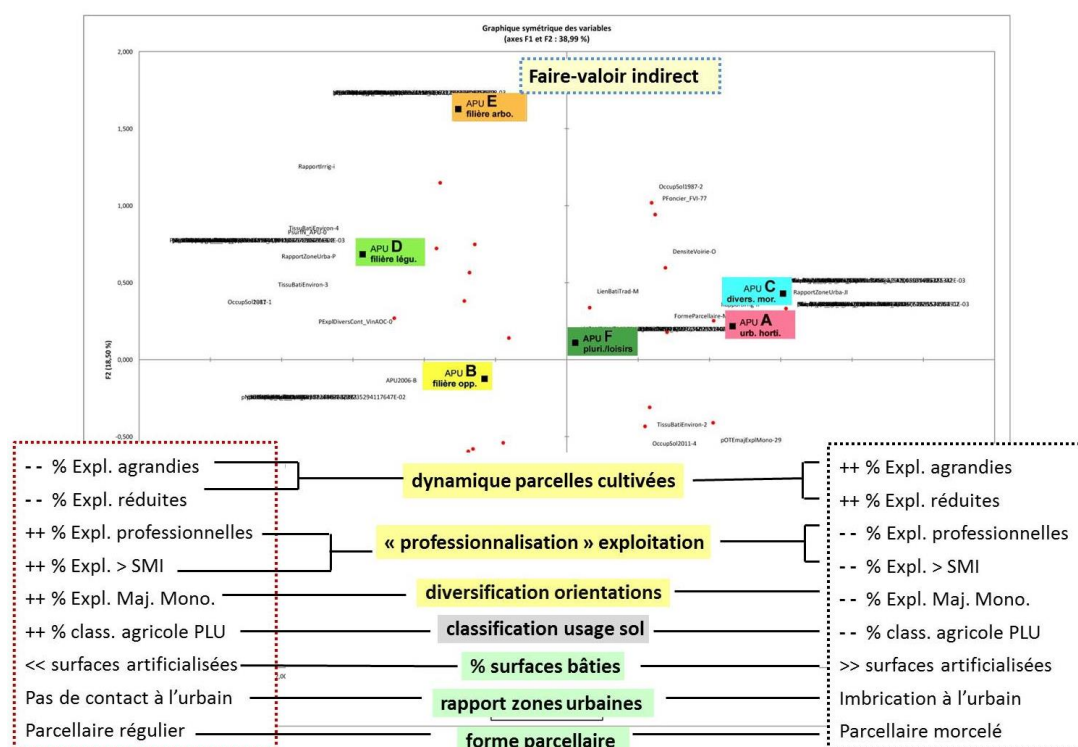 Graphique symétrique des variables
(axes F1 et F2 : 38,99 %)
2,000
Faire-valoir indirect
APU E
filière arbo.
1,500
RapportIrrig-I
OccupSol1987-2
PFoncier_FVI-77
1,000
TissuBatiEnviron-4
APU D
filière légu.
RapportZoneUrba-P
DensiteVoirie-O
TissuBatiEnviron-3
0,500
APU C
divers. mor.
RapportZoneUrba-JI
LienBatiTrad-M
PExplDiversCont_VinAOC-0
FormeParcellaire-M
APU A
urb. horti.
APU F
pluri./loisirs
0,000
F2 (18,50 %)
APU2006-B
APU B
filière opp.
TissuBatiEnviron-2
OccupSol2011-4
pOTEmajExplMono-29
-0,500
- - % Expl. agrandies
dynamique parcelles cultivées
++ % Expl. agrandies
- - % Expl. réduites
++ % Expl. réduites
++ % Expl. professionnelles
« professionnalisation » exploitation
- - % Expl. professionnelles
++ % Expl. > SMI
- - % Expl. > SMI
++ % Expl. Maj. Mono.
diversification orientations
- - % Expl. Maj. Mono.
++ % class. agricole PLU
classification usage sol
- - % class. agricole PLU
<< surfaces artificialisées
% surfaces bâties
>> surfaces artificialisées
Pas de contact à l'urbain
rapport zones urbaines
Imbrication à l'urbain
Parcellaire régulier
forme parcellaire
Parcellaire morcelé